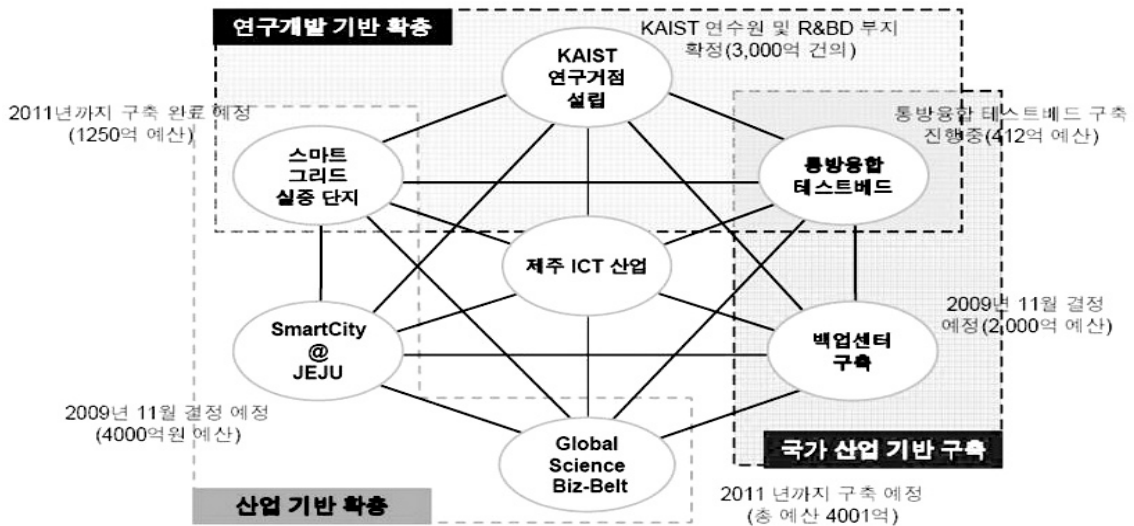 연구개발 기반 확충
KAIST 연수원 및 R&BD 부지
확정(3,000억 건의)
KAIST
연구거점
설립
2011년까지 구축 완료 예정
(1250억 예산)
통방융합 테스트베드 구축
진행중(412억 예산)
스마트
그리드
실증 단지
통방융합
테스트베드
제주 ICT 산업
SmartCity
@
JEJU
백업센터
구축
2009년 11월 결정
예정(2,000억 예산)
2009년 11월 결정 예정
(4000억원 예산)
Global
Science
Biz-Belt
국가 산업 기반 구축
산업 기반 확충
2011 년까지 구축 예정
(총 예산 4001억)